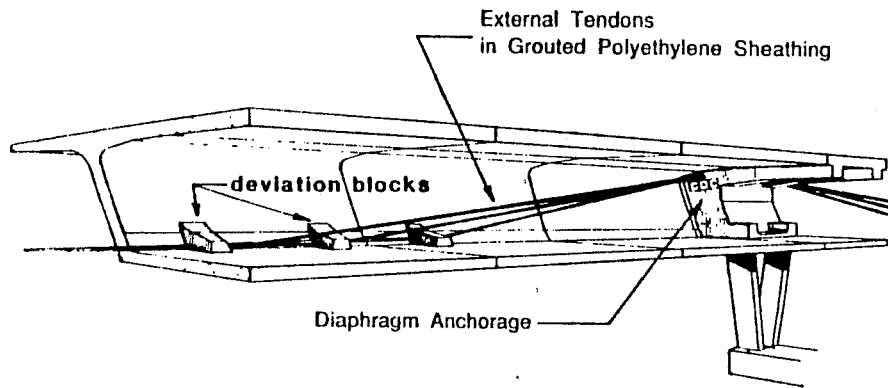 External Tendons
in Grouted Polyethylene Sheathing
deviation blocks
Diaphragm Anchorage